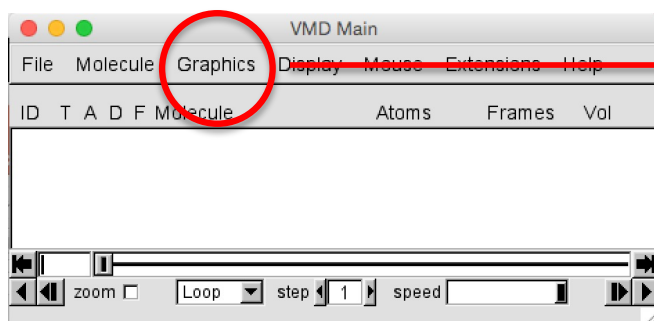 VMD Main
File Molecule Graphics Display Mouse Extensions Help
ID T A D F Molecule Atoms Frames Vol
zoom Loop step 1 speed